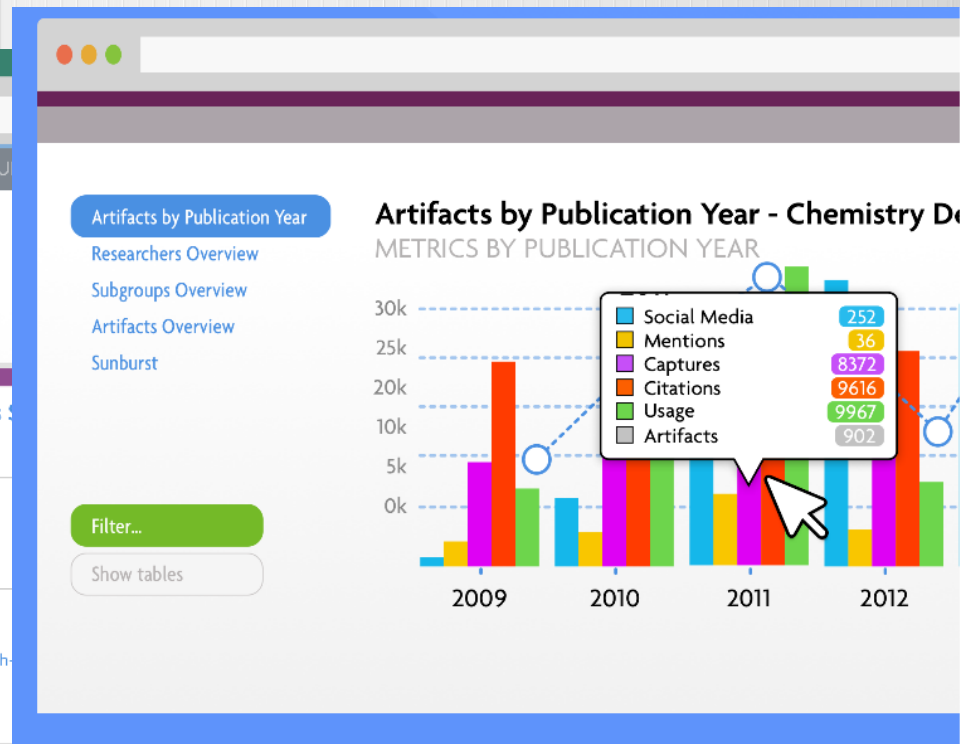 Artifacts by Publication Year
Researchers Overview
Subgroups Overview
Artifacts Overview
Sunburst
Filter...
Show tables
Artifacts by Publication Year - Chemistry
METRICS BY PUBLICATION YEAR
30k
25k
20k
10k
5k
0k
Social Media 252
Mentions 36
Captures 8372
Citations 9616
Usage 9967
Artifacts 902
2009 2010 2011 2012